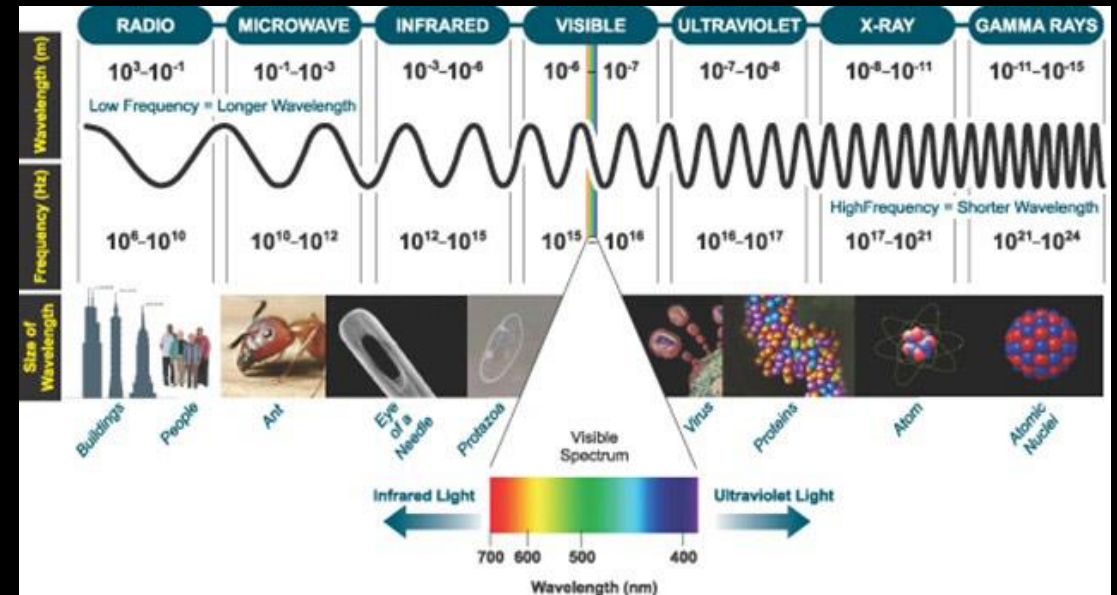 RADIO MICROWAVE INFRARED VISIBLE ULTRAVIOLET X-RAY GAMMA RAYS
Wavelength (m)
10³–10⁻¹ 10⁻¹–10⁻³ 10⁻³–10⁻⁶ 10⁻⁶ – 10⁻⁷ 10⁻⁷–10⁻⁸ 10⁻⁸–10⁻¹¹ 10⁻¹¹–10⁻¹⁵
Low Frequency = Longer Wavelength
HighFrequency = Shorter Wavelength
Frequency (Hz)
10⁶–10¹⁰ 10¹⁰–10¹² 10¹²–10¹⁵ 10¹⁵ – 10¹⁶ 10¹⁶–10¹⁷ 10¹⁷–10²¹ 10²¹–10²⁴
Size of
Wavelength
Buildings
People
Ant
Eye
of a
Needle
Protazoa
Virus
Proteins
Atom
Atomic
Nuclei
Visible
Spectrum
Infrared Light
Ultraviolet Light
700 600 500 400
Wavelength (nm)